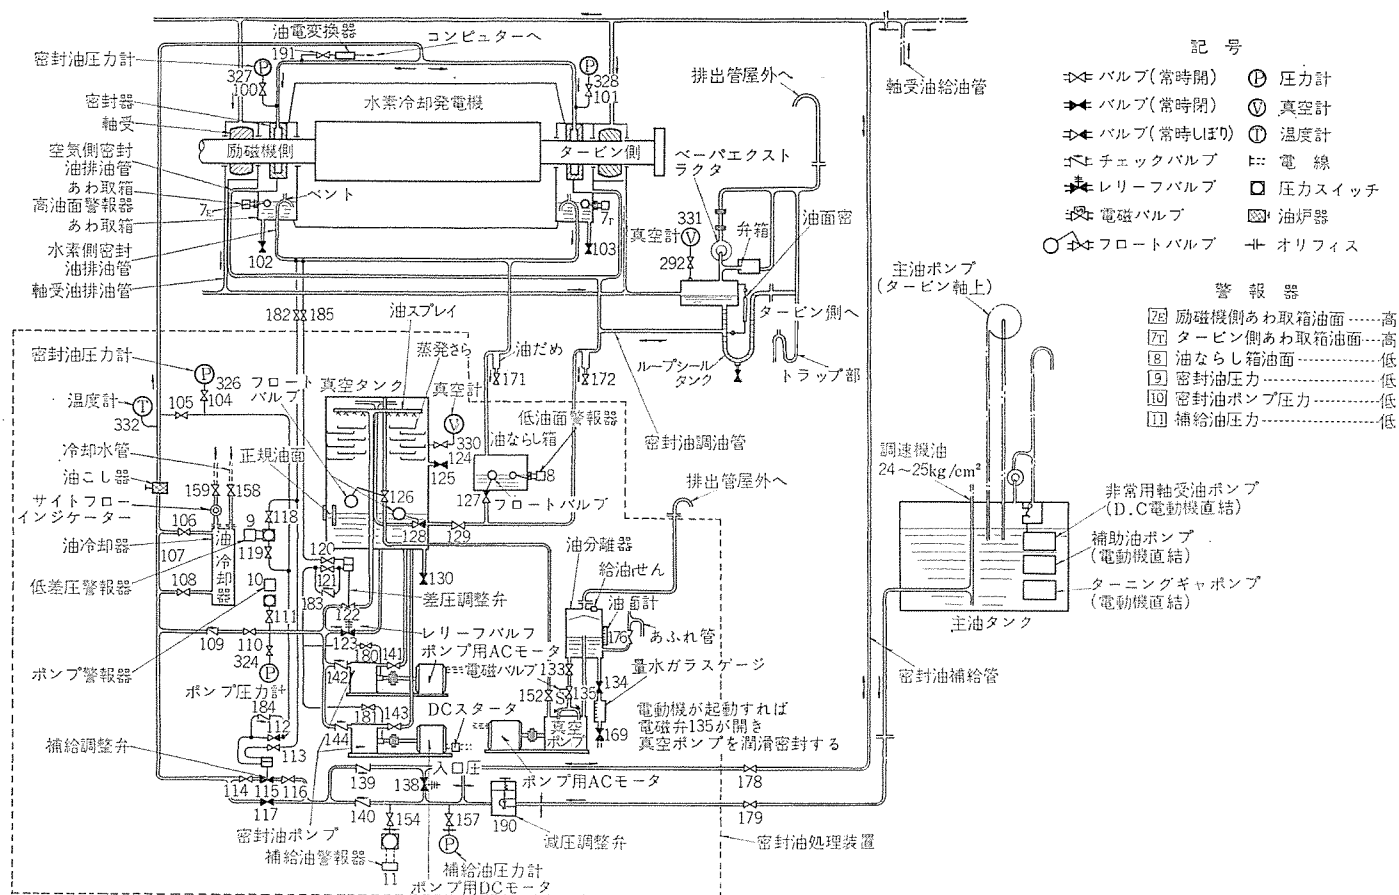 油電変換器
191
コンピューターへ
密封油圧力計
327
100
328
101
密封器
軸受
水素冷却発電機
励磁機側
タービン側
空気側密封
油排油管
あわ取箱
高油面警報器
あわ取箱
7E
ベント
7T
水素側密封
油排油管
102
103
軸受油排油管
排出管屋外へ
軸受油給油管
ベーパエクスト
ラクタ
331
真空計
292
弁箱
油面密
タービン側へ
ループシール
タンク
トラップ部
記号
バルブ(常時開)
バルブ(常時閉)
バルブ(常時しぼり)
チェックバルブ
レリーフバルブ
電磁バルブ
フロートバルブ
P 圧力計
V 真空計
T 温度計
電線
圧力スイッチ
油炉器
オリフィス
警報器
7E 励磁機側あわ取箱油面-----高
7T タービン側あわ取箱油面---高
8 油ならし箱油面-------------低
9 密封油圧力-----------------低
10 密封油ポンプ圧力----------低
11 補給油圧力----------------低
主油ポンプ
(タービン軸上)
調速機油
24~25kg/cm²
非常用軸受油ポンプ
(D.C電動機直結)
補助油ポンプ
(電動機直結)
ターニングギャポンプ
(電動機直結)
主油タンク
182
185
密封油圧力計
326
104
温度計
332
105
冷却水管
油こし器
159
158
サイトフロー
インジケーター
106
油冷却器
107
108
油冷却器
低差圧警報器
9
118
119
10
111
109
110
324
ポンプ警報器
ポンプ圧力計
184
112
113
補給調整弁
114
115
116
117
油スプレイ
蒸発さら
フロート
バルブ
真空タンク
真空計
330
124
125
正規油面
126
128
129
130
油だめ
171
172
低油面警報器
油ならし箱
8
127
フロートバルブ
密封油調油管
120
121
183
差圧調整弁
122
123
レリーフバルフ
180
141
ポンプ用ACモータ
電磁バルブ
142
181
143
DCスタータ
144
入口圧
138
139
140
154
157
密封油ポンプ
補給油警報器
11
補給油圧力計
ポンプ用DCモータ
190
減圧調整弁
ポンプ用ACモータ
真空
ポンプ
152
133
S
135
134
169
排出管屋外へ
油分離器
給油せん
油面計
176
あふれ管
量水ガラスゲージ
電動機が起動すれば
電磁弁135が開き
真空ポンプを潤滑密封する
178
179
密封油補給管
密封油処理装置